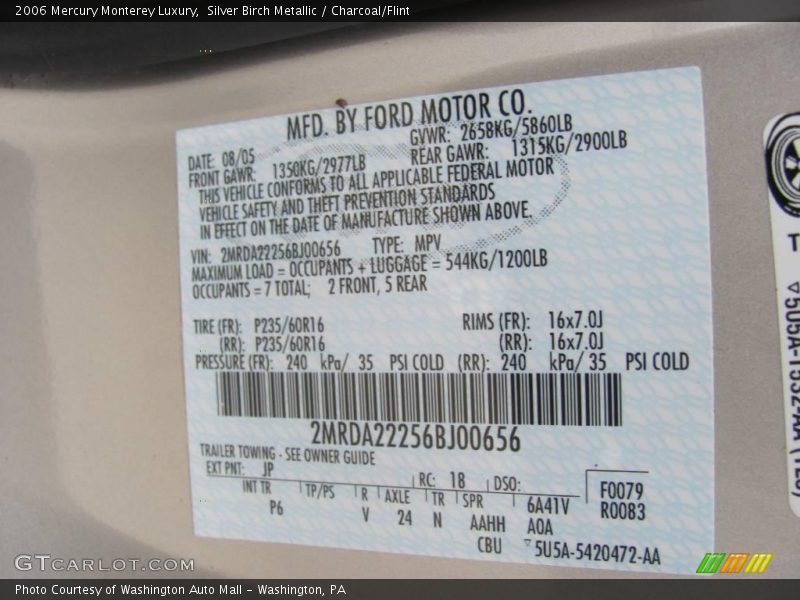 2006 Mercury Monterey Luxury,  Silver Birch Metallic / Charcoal/Flint
MFD. BY FORD MOTOR CO.
DATE: 08/05 GVWR: 2658KG/5860LB
FRONT GAWR: 1350KG/2977LB REAR GAWR: 1315KG/2900LB
THIS VEHICLE CONFORMS TO ALL APPLICABLE FEDERAL MOTOR
VEHICLE SAFETY AND THEFT PREVENTION STANDARDS
IN EFFECT ON THE DATE OF MANUFACTURE SHOWN ABOVE.
VIN: 2MRDA22256BJ00656 TYPE: MPV
MAXIMUM LOAD = OCCUPANTS + LUGGAGE = 544KG/1200LB
OCCUPANTS = 7 TOTAL; 2 FRONT, 5 REAR
TIRE (FR): P235/60R16 RIMS (FR): 16x7.0J
(RR): P235/60R16 (RR): 16x7.0J
PRESSURE (FR): 240 kPa/ 35 PSI COLD (RR): 240 kPa/ 35 PSI COLD
2MRDA22256BJ00656
TRAILER TOWING - SEE OWNER GUIDE
EXT PNT: JP RC: 18 DSO: F0079
INT TR TP/PS R AXLE TR SPR 6A41V R0083
P6 V 24 N AAHH A0A
CBU 5U5A-5420472-AA
T
5U5A-1532-AA
GTCARCOT.COM
Photo Courtesy of Washington Auto Mall – Washington, PA